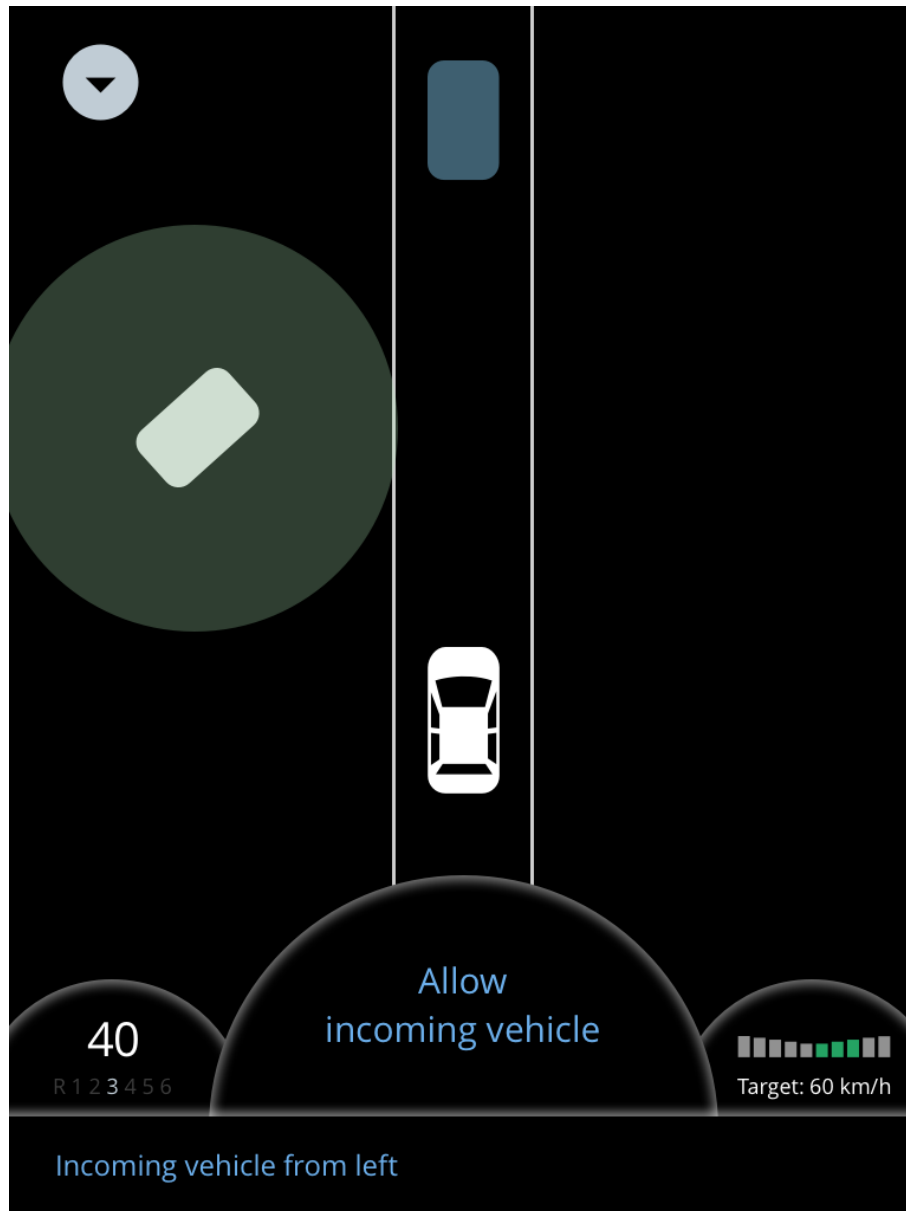 Allow
incoming vehicle
40
R 1 2 3 4 5 6
Target: 60 km/h
Incoming vehicle from left